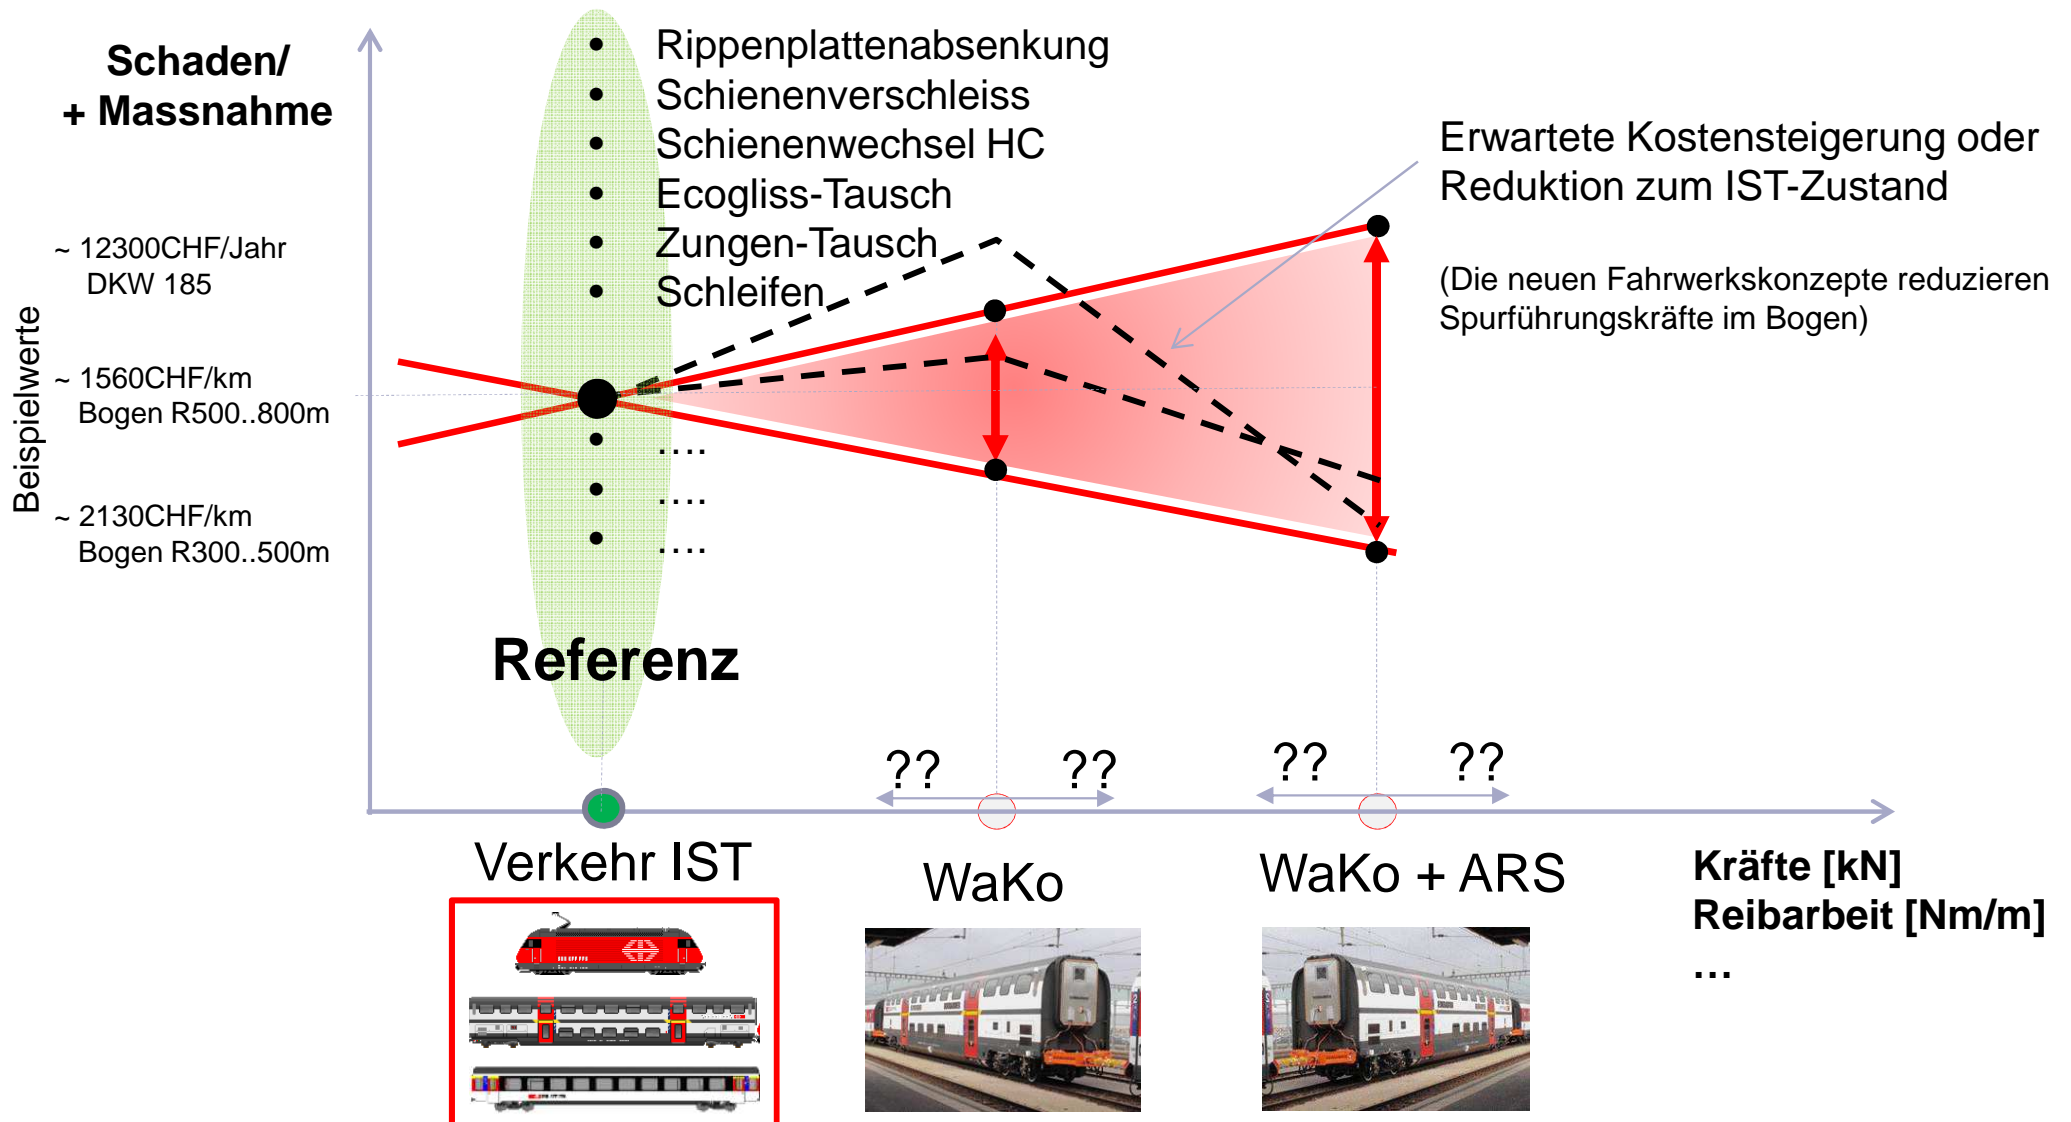 Schaden/
+ Massnahme
Rippenplattenabsenkung
Schienenverschleiss
Schienenwechsel HC
Ecogliss-Tausch
Zungen-Tausch
Schleifen
....
....
....
Erwartete Kostensteigerung oder
Reduktion zum IST-Zustand
(Die neuen Fahrwerkskonzepte reduzieren
Spurführungskräfte im Bogen)
Beispielwerte
~ 12300CHF/Jahr
DKW 185
~ 1560CHF/km
Bogen R500..800m
~ 2130CHF/km
Bogen R300..500m
Referenz
?? ?? ?? ??
Verkehr IST
WaKo
WaKo + ARS
Kräfte [kN]
Reibarbeit [Nm/m]
...